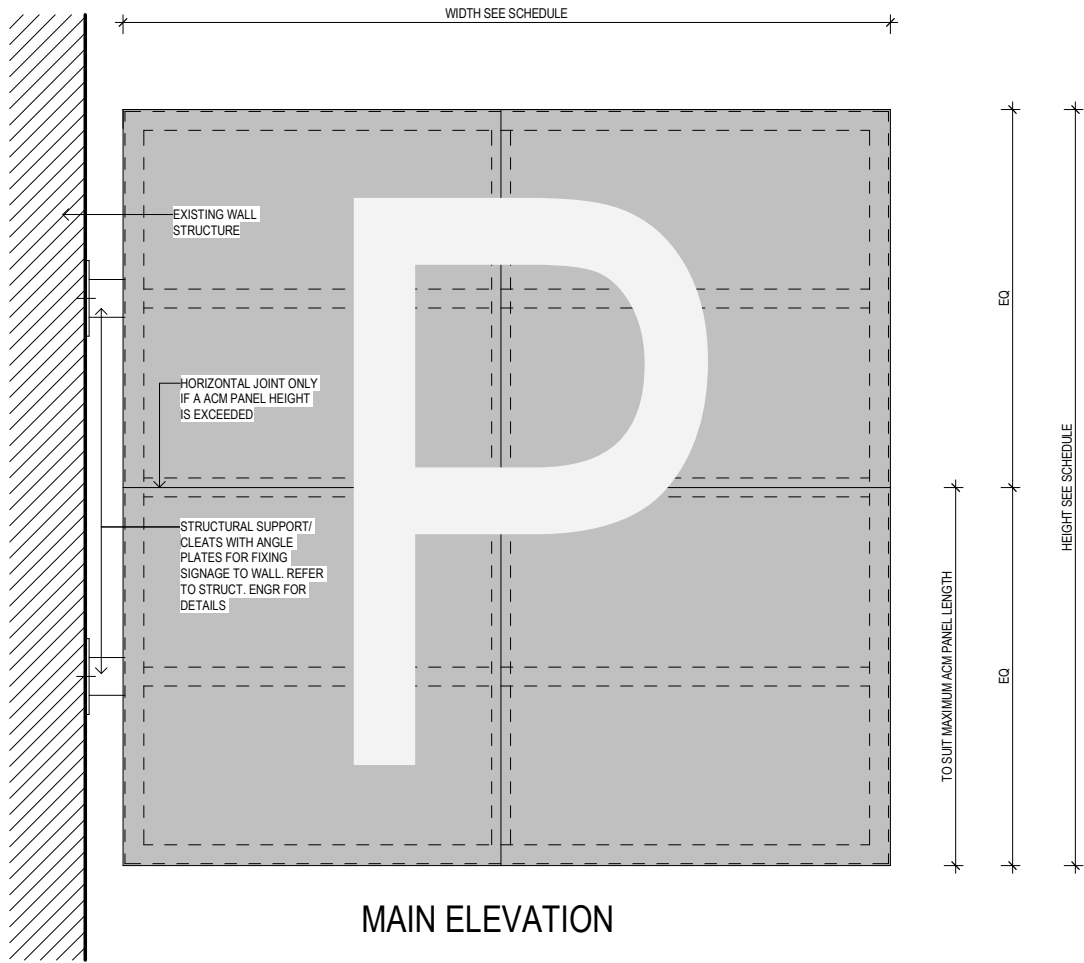 WIDTH SEE SCHEDULE
EXISTING WALL
STRUCTURE
P
HORIZONTAL JOINT ONLY
IF A ACM PANEL HEIGHT
IS EXCEEDED
STRUCTURAL SUPPORT/
CLEATS WITH ANGLE
PLATES FOR FIXING
SIGNAGE TO WALL. REFER
TO STRUCT. ENGR FOR
DETAILS
TO SUIT MAXIMUM ACM PANEL LENGTH
EQ
EQ
HEIGHT SEE SCHEDULE
MAIN ELEVATION